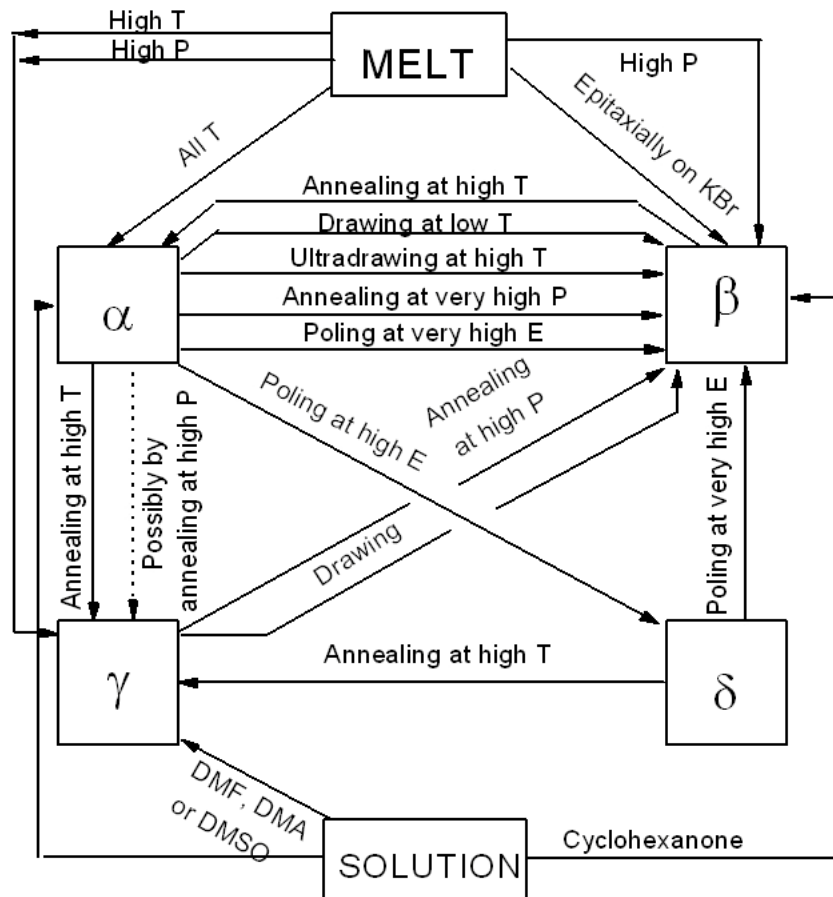 High T
High P
MELT
High P
All T
Epitaxially on KBr
Annealing at high T
Drawing at low T
Ultradrawing at high T
Annealing at very high P
Poling at very high E
α
β
Annealing at high T
Possibly by
annealing at high P
Poling at high E
Annealing
at high P
Drawing
Poling at very high E
γ
Annealing at high T
δ
DMF, DMA
or DMSO
SOLUTION
Cyclohexanone